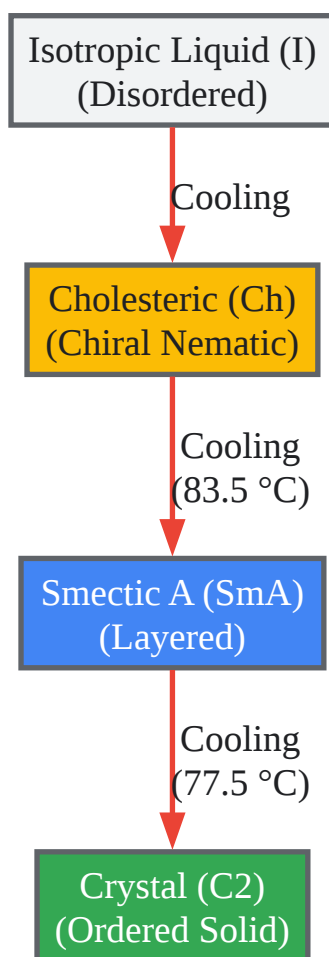 Isotropic Liquid (I)
(Disordered)
Cooling
Cholesteric (Ch)
(Chiral Nematic)
Cooling
(83.5 °C)
Smectic A (SmA)
(Layered)
Cooling
(77.5 °C)
Crystal (C2)
(Ordered Solid)